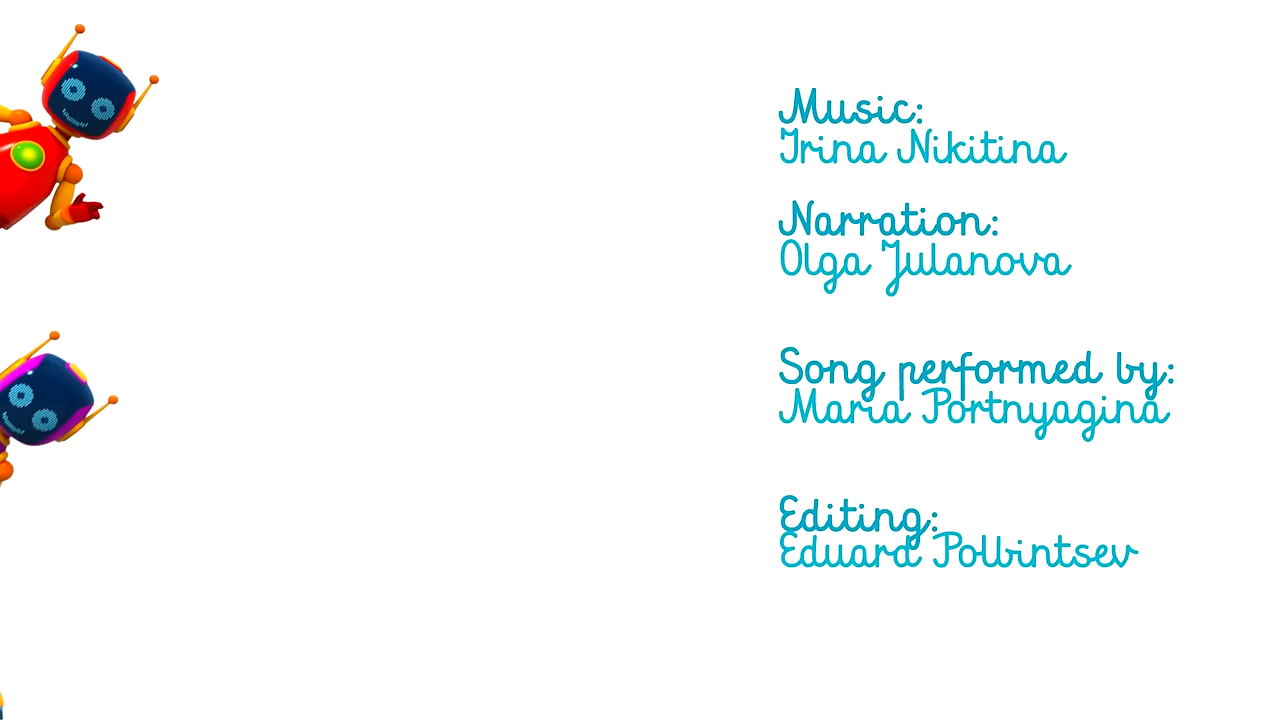 Music:
Irina Nikitina
Narration:
Olga Julanova
Song performed by:
Maria Portnyagina
Editing:
Eduard Polbintsev